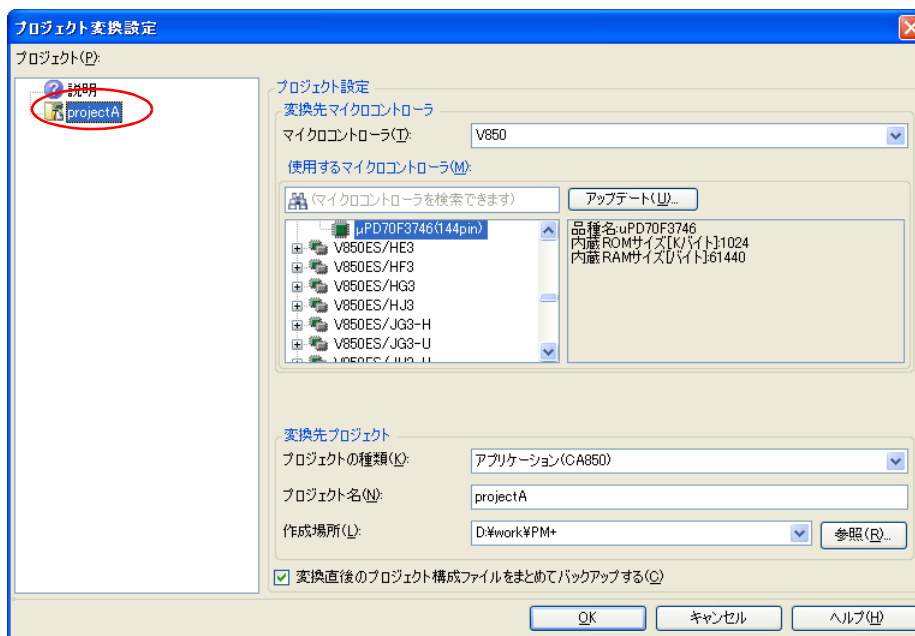 プロジェクト変換設定
プロジェクト(P):
説明
projectA
プロジェクト設定
変換先マイクロコントローラ
マイクロコントローラ(T):
V850
使用するマイクロコントローラ(M):
(マイクロコントローラを検索できます)
アップデート(U)...
μPD70F3746(144pin)
V850ES/HE3
V850ES/HF3
V850ES/HG3
V850ES/HJ3
V850ES/JG3-H
V850ES/JG3-U
品種名:uPD70F3746
内蔵ROMサイズ[Kバイト]:1024
内蔵RAMサイズ[バイト]:61440
変換先プロジェクト
プロジェクトの種類(K):
アプリケーション(CA850)
プロジェクト名(N):
projectA
作成場所(L):
D:¥work¥PM+
参照(R)...
変換直後のプロジェクト構成ファイルをまとめてバックアップする(C)
OK
キャンセル
ヘルプ(H)